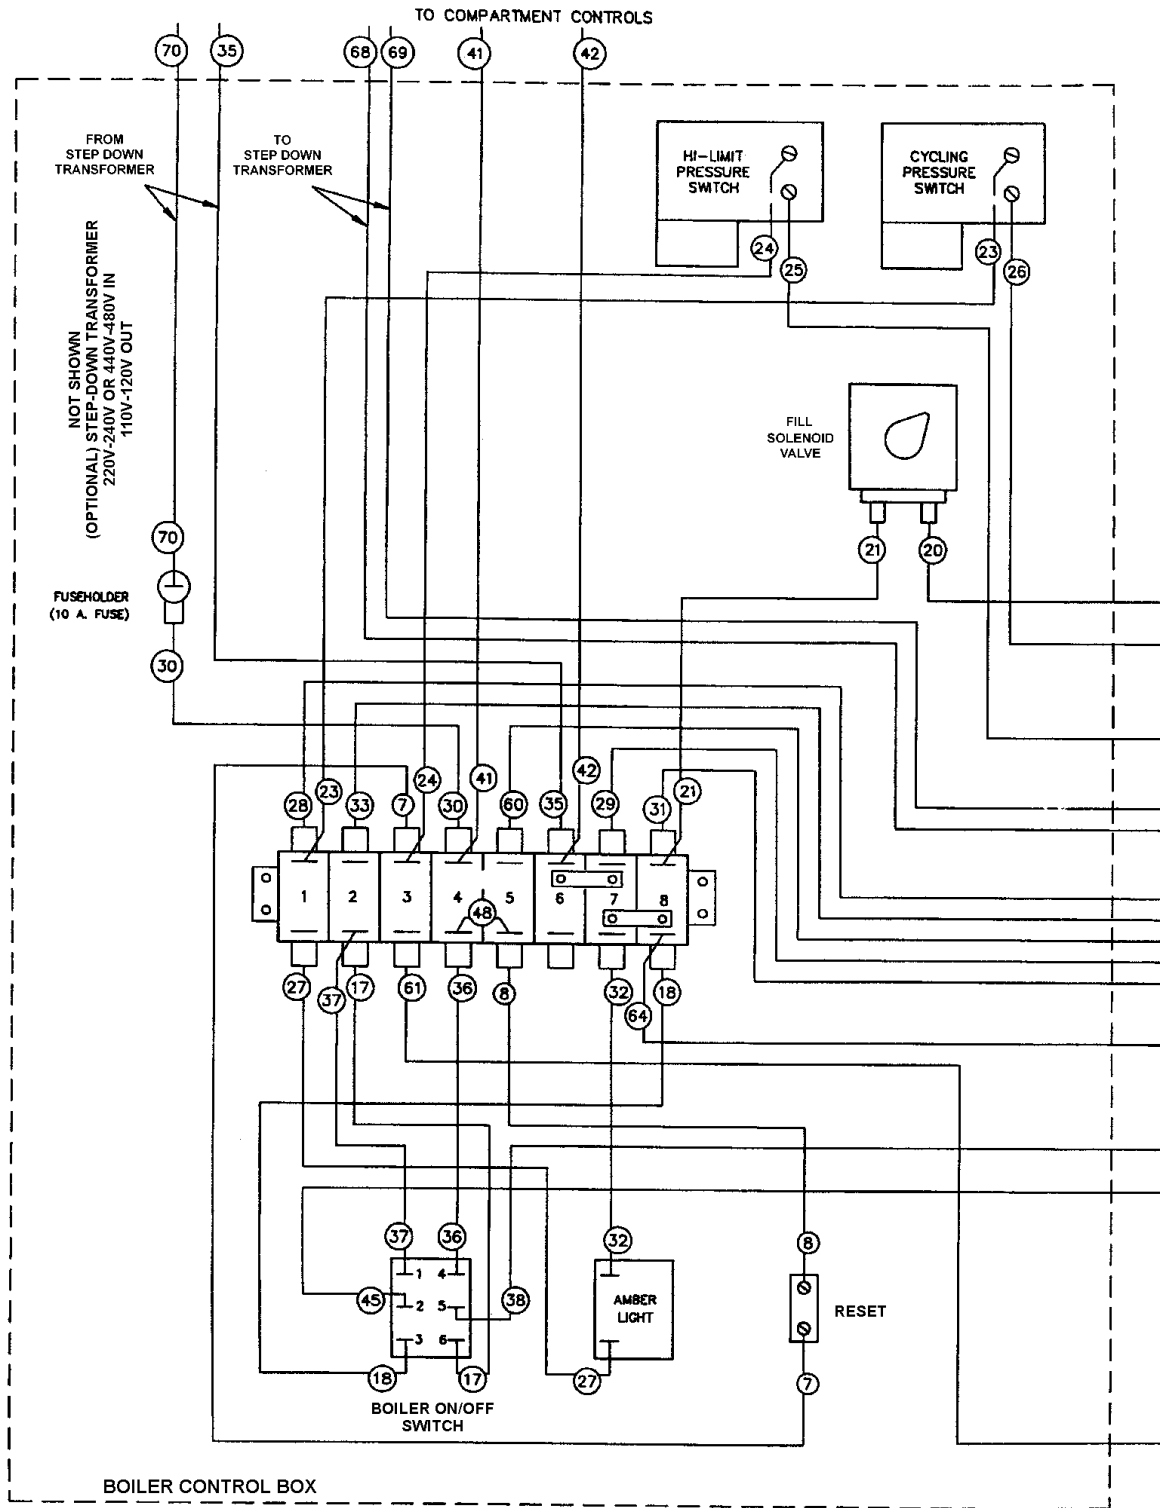 TO COMPARTMENT CONTROLS
70
35
68
69
41
42
FROM
STEP DOWN
TRANSFORMER
TO
STEP DOWN
TRANSFORMER
HI-LIMIT
PRESSURE
SWITCH
CYCLING
PRESSURE
SWITCH
24
25
23
26
NOT SHOWN
(OPTIONAL) STEP-DOWN TRANSFORMER
220V-240V OR 440V-480V IN
110V-120V OUT
FILL
SOLENOID
VALVE
21
20
70
FUSEHOLDER
(10 A. FUSE)
30
28
23
33
7
24
30
41
60
35
42
29
31
21
1
2
3
4
5
6
7
8
48
27
37
17
61
36
8
32
64
18
37
36
32
8
1
4
2
5
3
6
45
38
AMBER
LIGHT
RESET
18
17
27
7
BOILER ON/OFF
SWITCH
BOILER CONTROL BOX